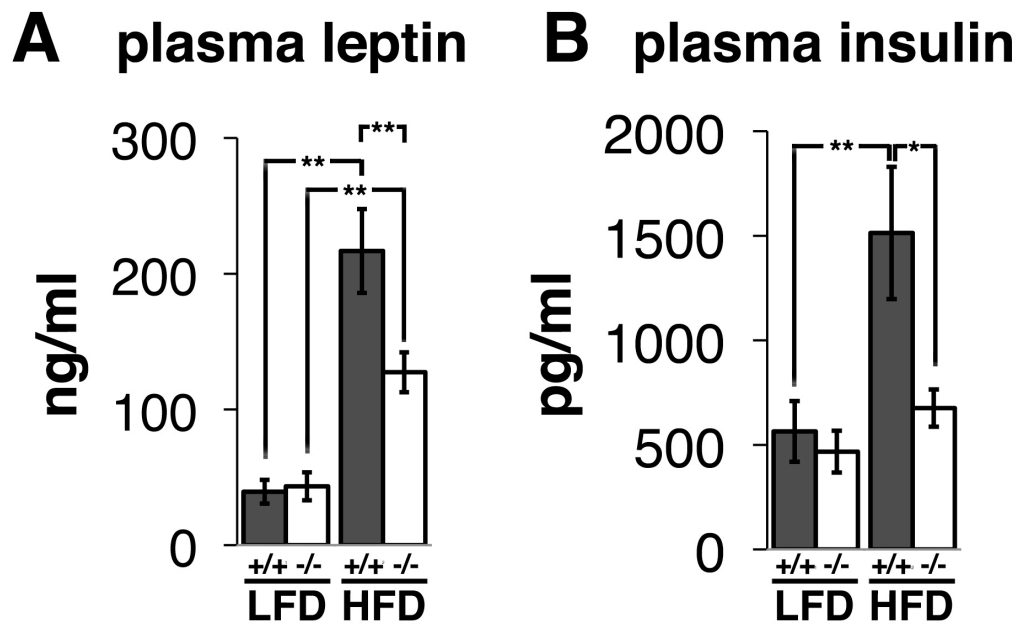 A plasma leptin
300
200
100
0
ng/ml
**
**
**
+/+ -/- +/+ -/-
LFD HFD
B plasma insulin
2000
1500
1000
500
0
pg/ml
** *
+/+ -/- +/+ -/-
LFD HFD